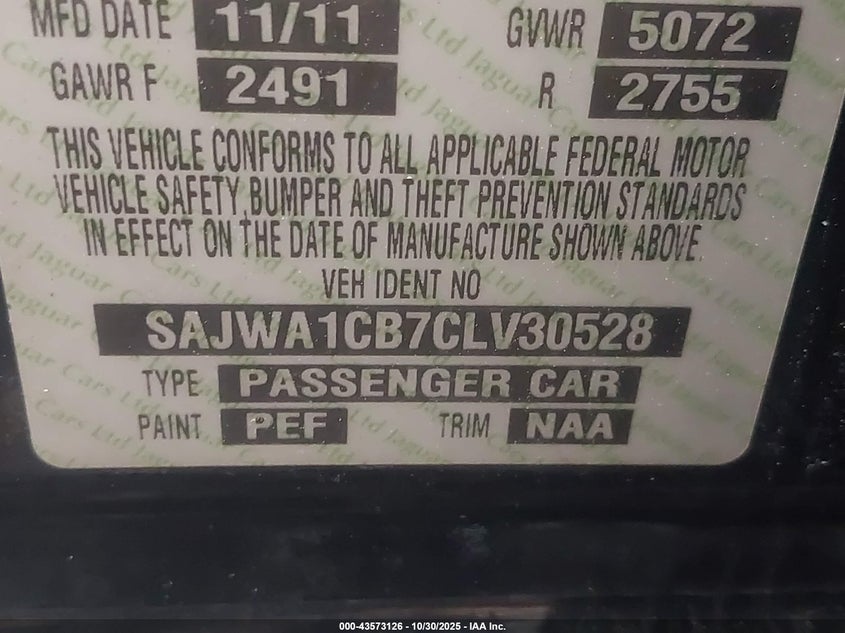 MFD DATE 11/11 GVWR 5072
GAWR F 2491 R 2755
THIS VEHICLE CONFORMS TO ALL APPLICABLE FEDERAL MOTOR
VEHICLE SAFETY, BUMPER AND THEFT PREVENTION STANDARDS
IN EFFECT ON THE DATE OF MANUFACTURE SHOWN ABOVE
VEH IDENT NO
SAJWA1CB7CLV30528
TYPE PASSENGER CAR
PAINT PEF TRIM NAA
000-43573126 - 10/30/2025 - IAA Inc.